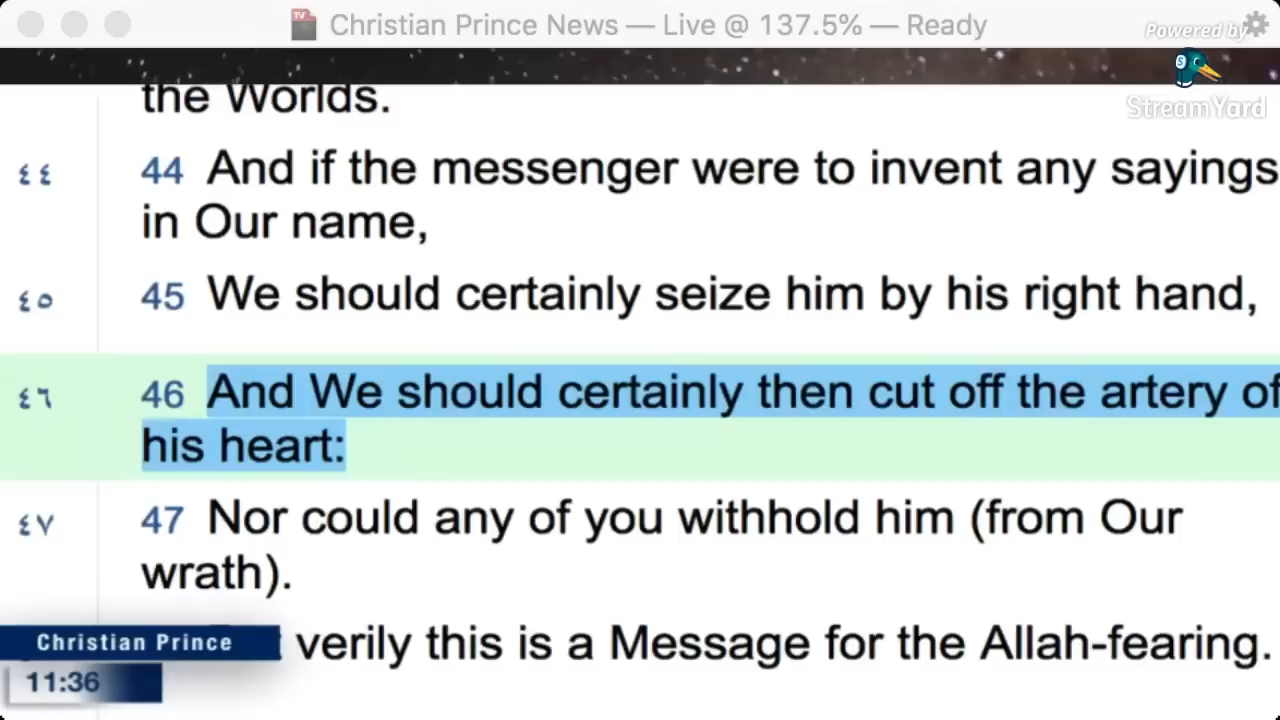 Christian Prince News — Live @ 137.5% — Ready
Powered by
StreamYard
the Worlds.
٤٤ 44 And if the messenger were to invent any sayings
in Our name,
٤٥ 45 We should certainly seize him by his right hand,
٤٦ 46 And We should certainly then cut off the artery of
his heart:
٤٧ 47 Nor could any of you withhold him (from Our
wrath).
verily this is a Message for the Allah-fearing.
Christian Prince
11:36